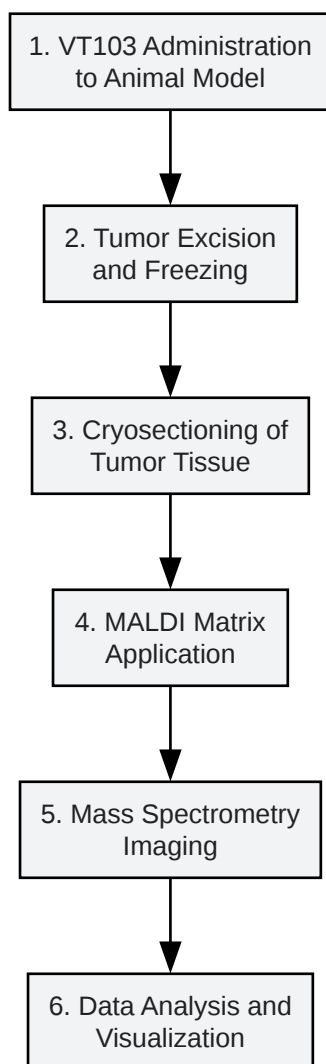 1. VT103 Administration
to Animal Model
2. Tumor Excision
and Freezing
3. Cryosectioning of
Tumor Tissue
4. MALDI Matrix
Application
5. Mass Spectrometry
Imaging
6. Data Analysis and
Visualization